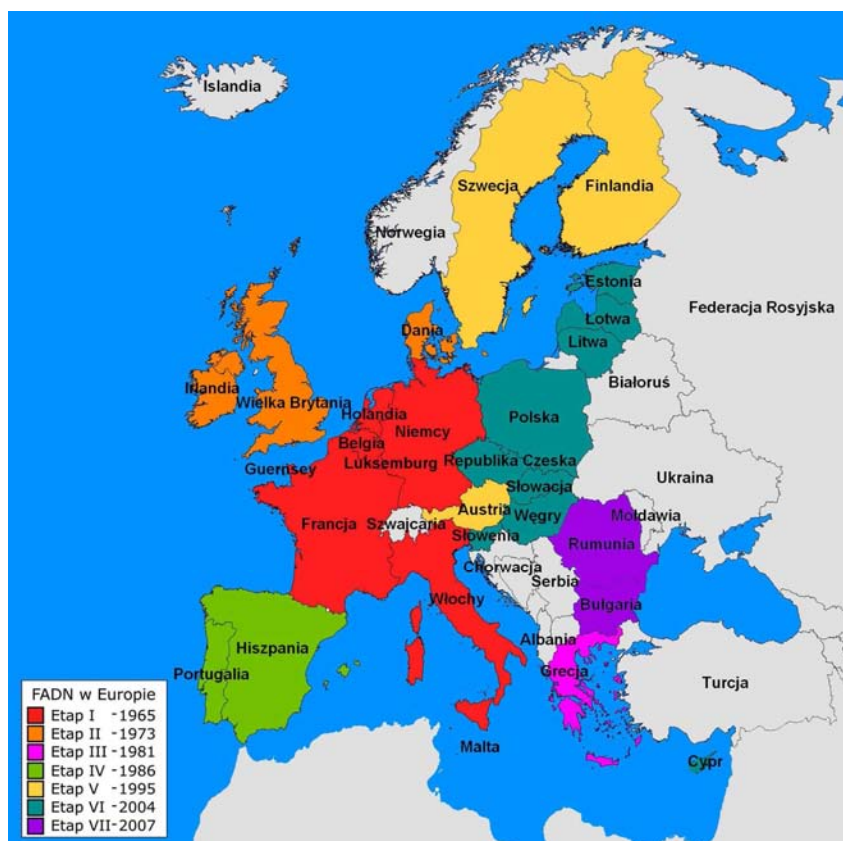 Islandia
Szwecja
Finlandia
Norwegia
Estonia
Federacja Rosyjska
Łotwa
Dania
Litwa
Białoruś
Irlandia
Wielka Brytania
Holandia
Polska
Niemcy
Belgia
Republika Czeska
Guernsey
Luksemburg
Ukraina
Słowacja
Austria
Węgry
Mołdawia
Francja
Szwajcaria
Słowenia
Rumunia
Chorwacja
Serbia
Włochy
Bułgaria
Albania
Hiszpania
Grecja
Portugalia
Turcja
Malta
Cypr
FADN w Europie
Etap I - 1965
Etap II - 1973
Etap III - 1981
Etap IV - 1986
Etap V - 1995
Etap VI - 2004
Etap VII - 2007